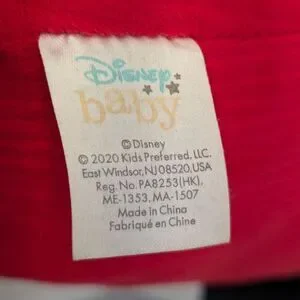 Disney
baby
©Disney
© 2020 Kids Preferred, LLC.
East Windsor, NJ 08520, USA
Reg. No. PA8253(HK),
ME-1353, MA-1507
Made in China
Fabriqué en Chine